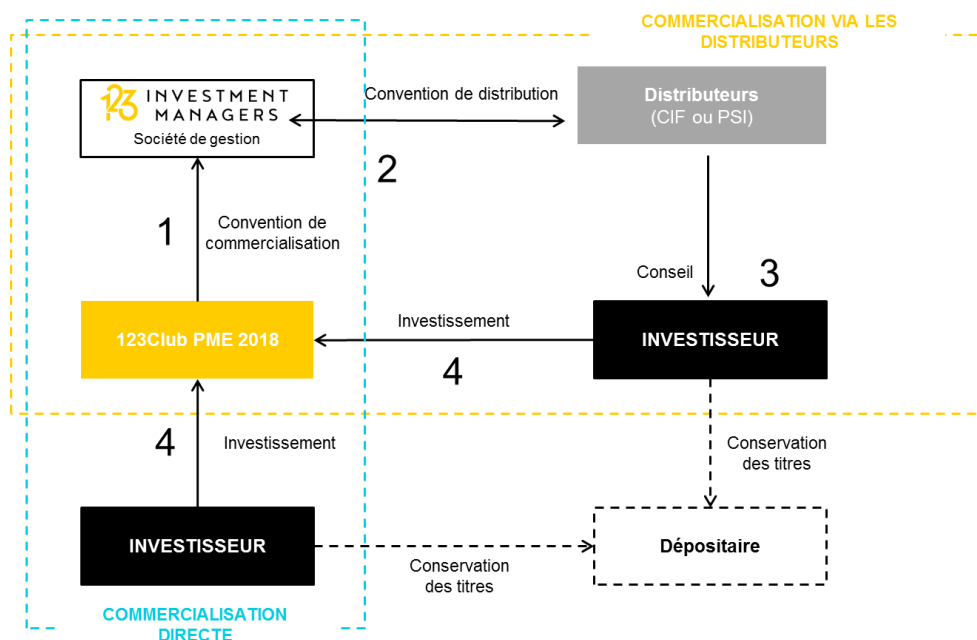 COMMERCIALISATION VIA LES
DISTRIBUTEURS
123 INVESTMENT
MANAGERS
Société de gestion
Convention de distribution
Distributeurs
(CIF ou PSI)
2
1
Convention de
commercialisation
Conseil
3
123Club PME 2018
Investissement
4
INVESTISSEUR
4
Investissement
Conservation
des titres
INVESTISSEUR
Conservation
des titres
Dépositaire
COMMERCIALISATION
DIRECTE